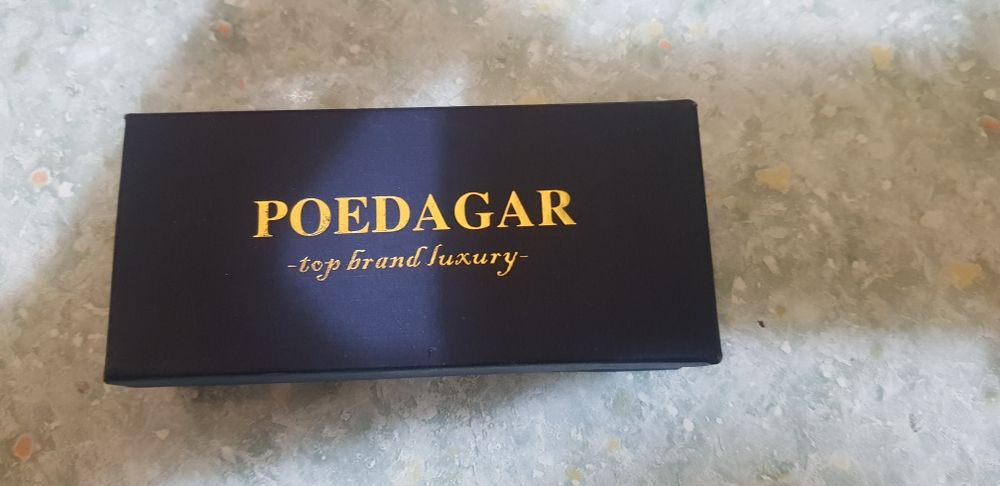 POEDAGAR
-top brand luxury-